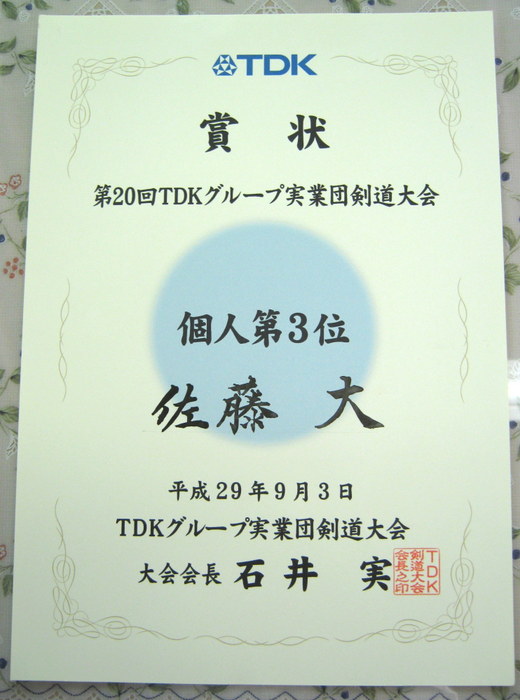 TDK
賞 状
第20回TDKグループ実業団剣道大会
個人第3位
佐藤 大
平成29年9月3日
TDKグループ実業団剣道大会
大会会長 石井 実
TDK
剣道大会
会長之印